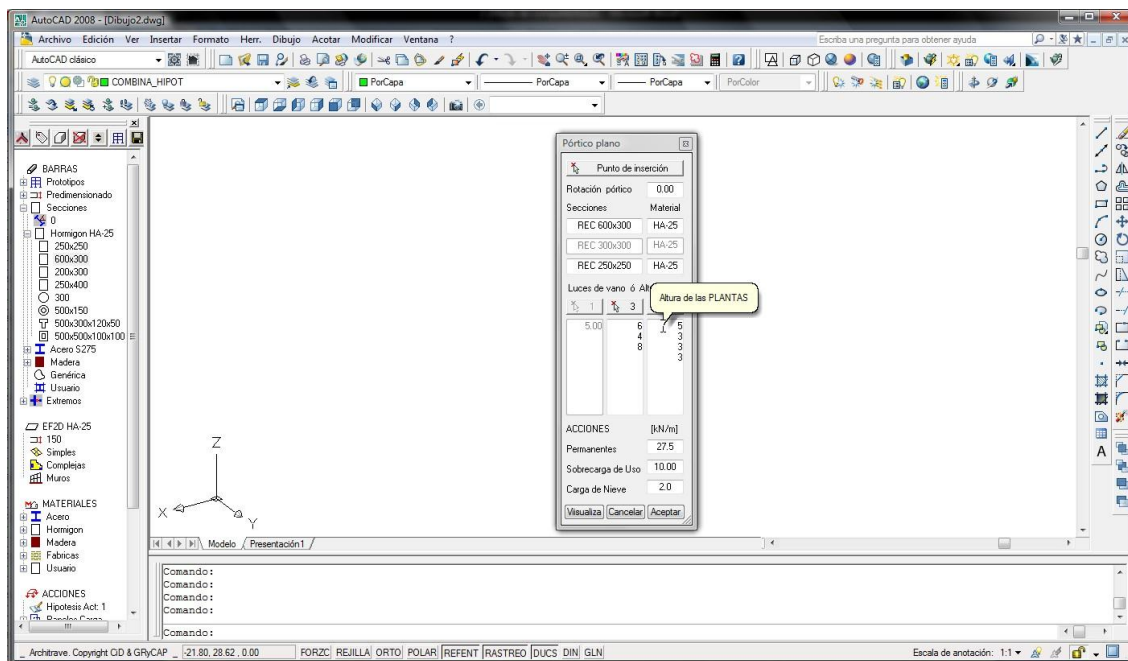 AutoCAD 2008 - [Dibujo2.dwg]
Archivo Edición Ver Insertar Formato Herr. Dibujo Acotar Modificar Ventana ?
Escriba una pregunta para obtener ayuda
AutoCAD clásico
COMBINA_HIPOT
PorCapa
PorCapa
PorCapa
PorColor
BARRAS
Prototipos
Predimensionado
Secciones
0
Hormigon HA-25
250x250
600x300
200x300
250x400
300
500x150
500x300x120x50
500x500x100x100
Acero S275
Madera
Genérica
Usuario
Extremos
EF2D HA-25
150
Simples
Complejas
Muros
MATERIALES
Acero
Hormigon
Madera
Fabricas
Usuario
ACCIONES
Hipotesis Act: 1
Z
X
Y
Pórtico plano
Punto de inserción
Rotación pórtico 0.00
Secciones Material
REC 600x300 HA-25
REC 300x300 HA-25
REC 250x250 HA-25
Luces de vano ó
Altura de las PLANTAS
1 3
5.00 6 5
4 3
8 3
3
ACCIONES [kN/m]
Permanentes 27.5
Sobrecarga de Uso 10.00
Carga de Nieve 2.0
Visualiza Cancelar Aceptar
Modelo Presentación1
Comando:
Comando:
Comando:
Comando:
Comando:
_ Architrave. Copyright CiD & GRyCAP _ -21.80, 28.62 , 0.00 FORZC REJILLA ORTO POLAR REFENT RASTREO DUCS DIN GLN Escala de anotación: 1:1
A